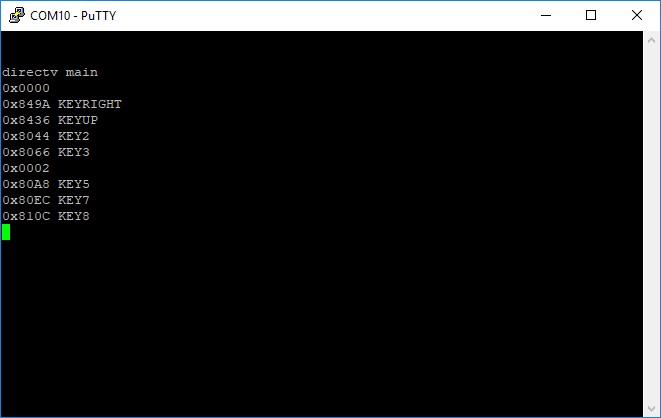 COM10 - PuTTY
directv main
0x0000
0x849A KEYRIGHT
0x8436 KEYUP
0x8044 KEY2
0x8066 KEY3
0x0002
0x80A8 KEY5
0x80EC KEY7
0x810C KEY8